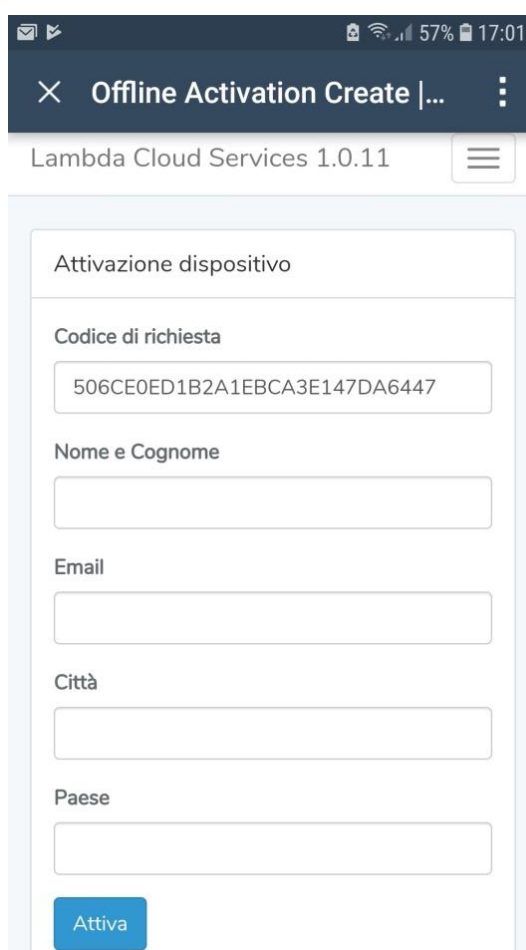 57% 17:01
Offline Activation Create |...
Lambda Cloud Services 1.0.11
Attivazione dispositivo
Codice di richiesta
506CE0ED1B2A1EBCA3E147DA6447
Nome e Cognome
Email
Città
Paese
Attiva